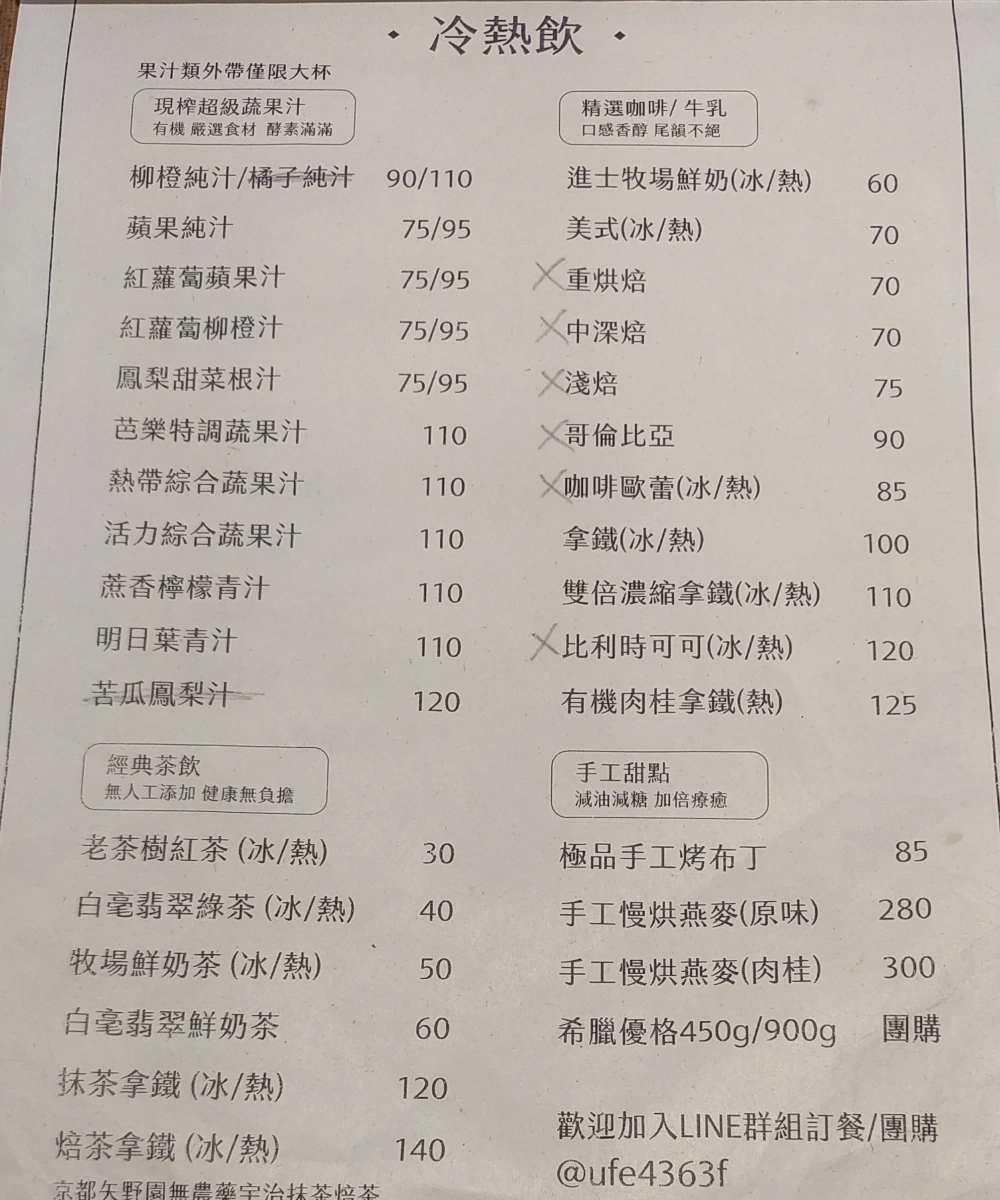 · 冷熱飲 ·
果汁類外帶僅限大杯
現榨超級蔬果汁
有機 嚴選食材 酵素滿滿
柳橙純汁/橘子純汁 90/110
蘋果純汁 75/95
紅蘿蔔蘋果汁 75/95
紅蘿蔔柳橙汁 75/95
鳳梨甜菜根汁 75/95
芭樂特調蔬果汁 110
熱帶綜合蔬果汁 110
活力綜合蔬果汁 110
蔗香檸檬青汁 110
明日葉青汁 110
苦瓜鳳梨汁 120
經典茶飲
無人工添加 健康無負擔
老茶樹紅茶 (冰/熱) 30
白毫翡翠綠茶 (冰/熱) 40
牧場鮮奶茶 (冰/熱) 50
白毫翡翠鮮奶茶 60
抹茶拿鐵 (冰/熱) 120
焙茶拿鐵 (冰/熱) 140
京都矢野園無農藥宇治抹茶焙茶
精選咖啡/ 牛乳
口感香醇 尾韻不絕
進士牧場鮮奶(冰/熱) 60
美式(冰/熱) 70
重烘焙 70
中深焙 70
淺焙 75
哥倫比亞 90
咖啡歐蕾(冰/熱) 85
拿鐵(冰/熱) 100
雙倍濃縮拿鐵(冰/熱) 110
比利時可可(冰/熱) 120
有機肉桂拿鐵(熱) 125
手工甜點
減油減糖 加倍療癒
極品手工烤布丁 85
手工慢烘燕麥(原味) 280
手工慢烘燕麥(肉桂) 300
希臘優格450g/900g 團購
歡迎加入LINE群組訂餐/團購
@ufe4363f